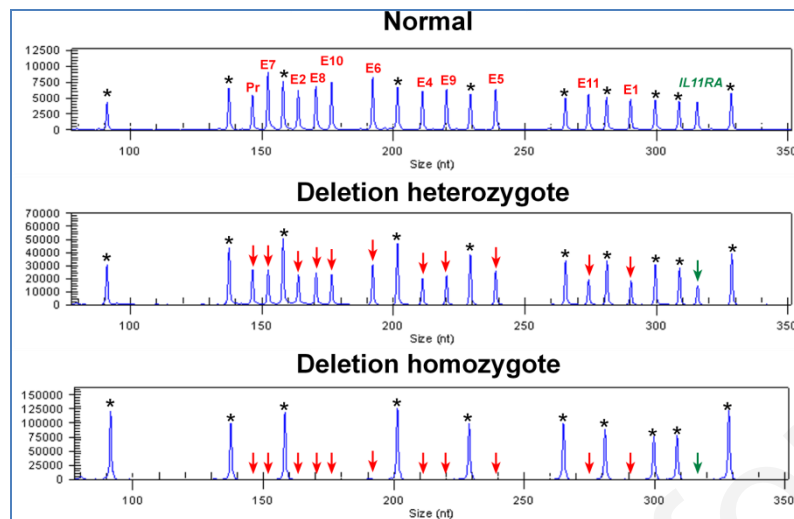 Normal
12500
10000
7500
5000
2500
0
* * Pr E7 * E2 E8 E10 E6 * E4 E9 * E5 * E11 * E1 * * IL11RA *
100 150 200 250 300 350
Size (nt)
Deletion heterozygote
70000
60000
50000
40000
30000
20000
10000
0
* * * * * * * * * *
100 150 200 250 300 350
Size (nt)
Deletion homozygote
150000
125000
100000
75000
50000
25000
0
* * * * * * * * * *
100 150 200 250 300 350
Size (nt)